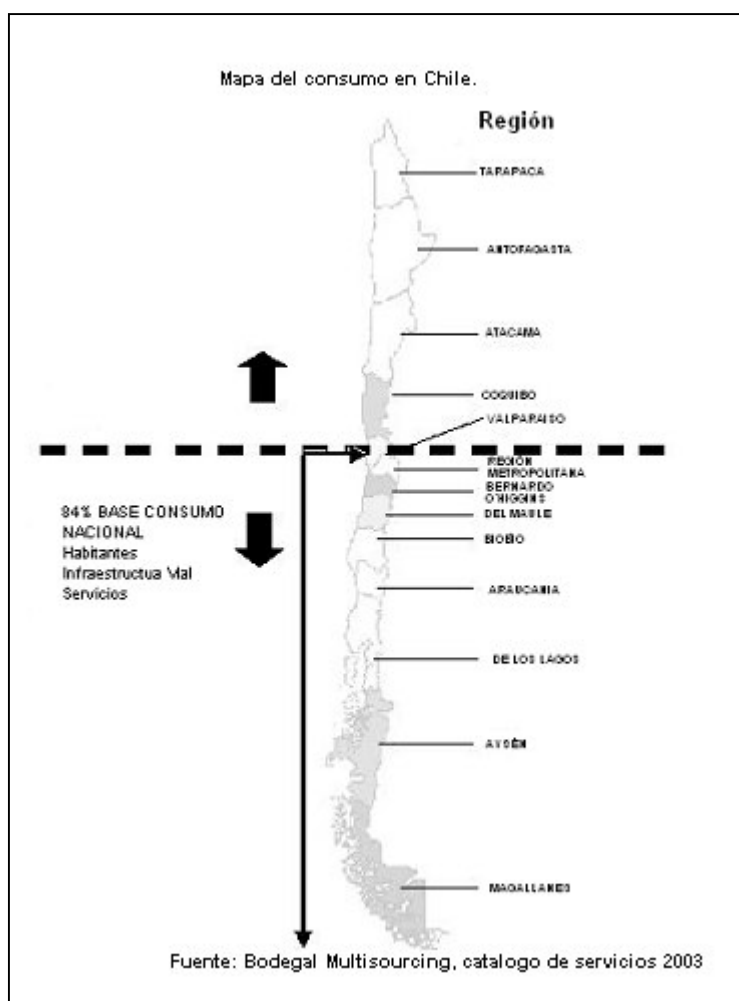 Mapa del consumo en Chile.
Región
TARAPACA
ANTOFAGASTA
ATACAMA
COQUIBO
VALPARAISO
REGIÓN
METROPOLITANA
BERNARDO
O'HIGGINS
DEL MAULE
BIOBIO
ARAUCANIA
DE LOS LAGOS
AYSÉN
MAGALLANES
84% BASE CONSUMO
NACIONAL
Habitantes
Infraestructua Vial
Servicios
Fuente: Bodegal Multisourcing, catalogo de servicios 2003